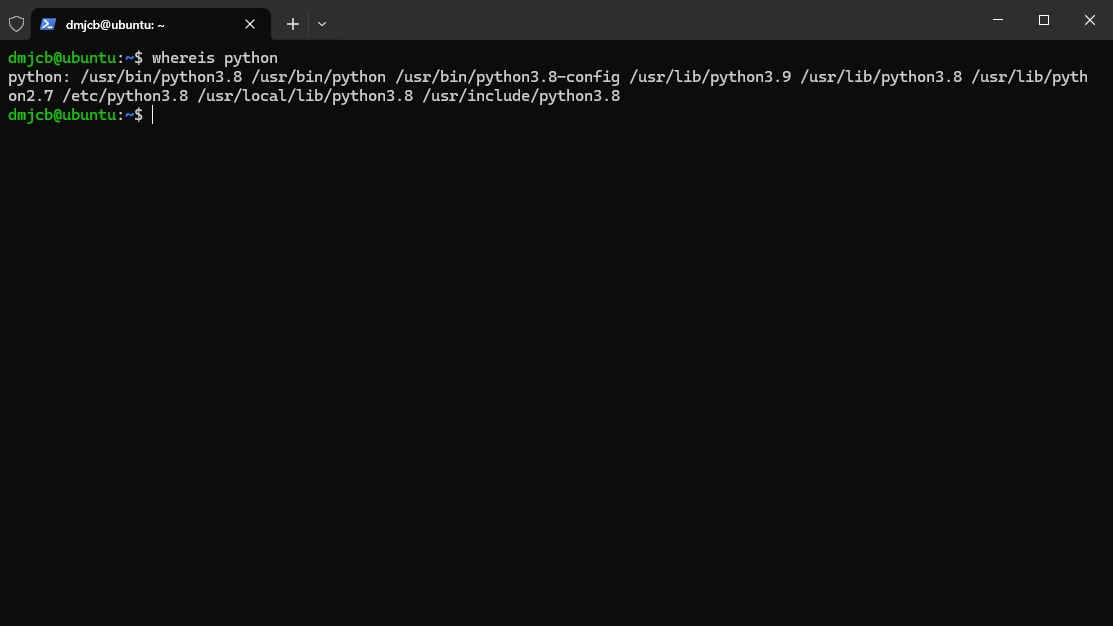 dmjcb@ubuntu: ~
dmjcb@ubuntu:~$ whereis python
python: /usr/bin/python3.8 /usr/bin/python /usr/bin/python3.8-config /usr/lib/python3.9 /usr/lib/python3.8 /usr/lib/pyth
on2.7 /etc/python3.8 /usr/local/lib/python3.8 /usr/include/python3.8
dmjcb@ubuntu:~$